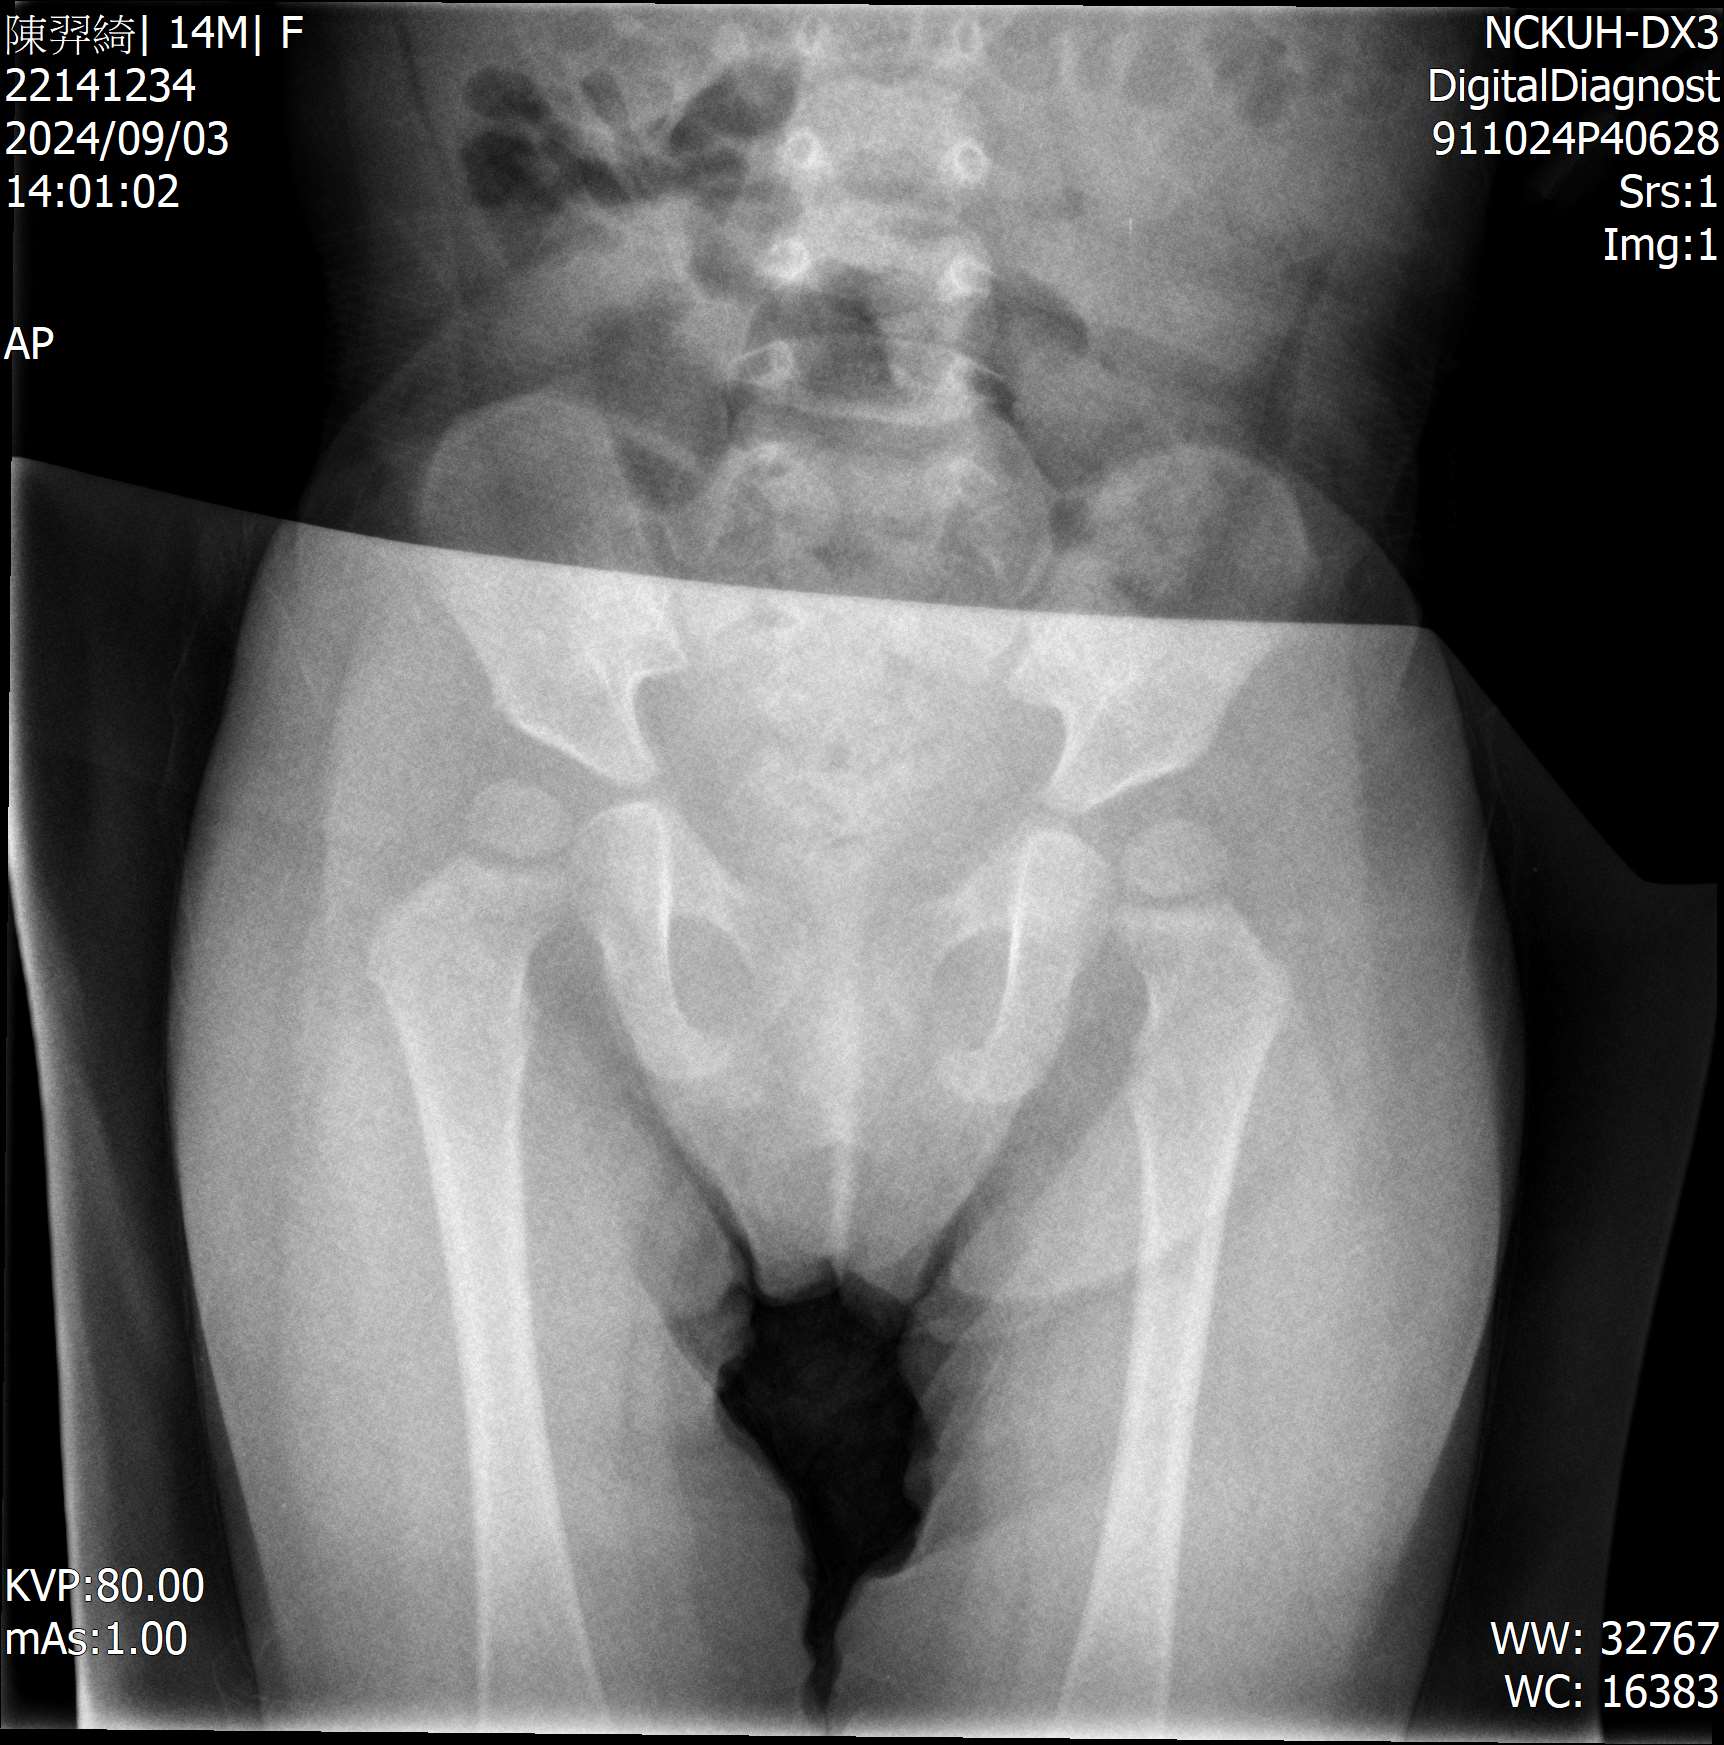 陳羿綺| 14M| F
22141234
2024/09/03
14:01:02
AP
NCKUH-DX3
DigitalDiagnost
911024P40628
Srs:1
Img:1
KVP:80.00
mAs:1.00
WW: 32767
WC: 16383